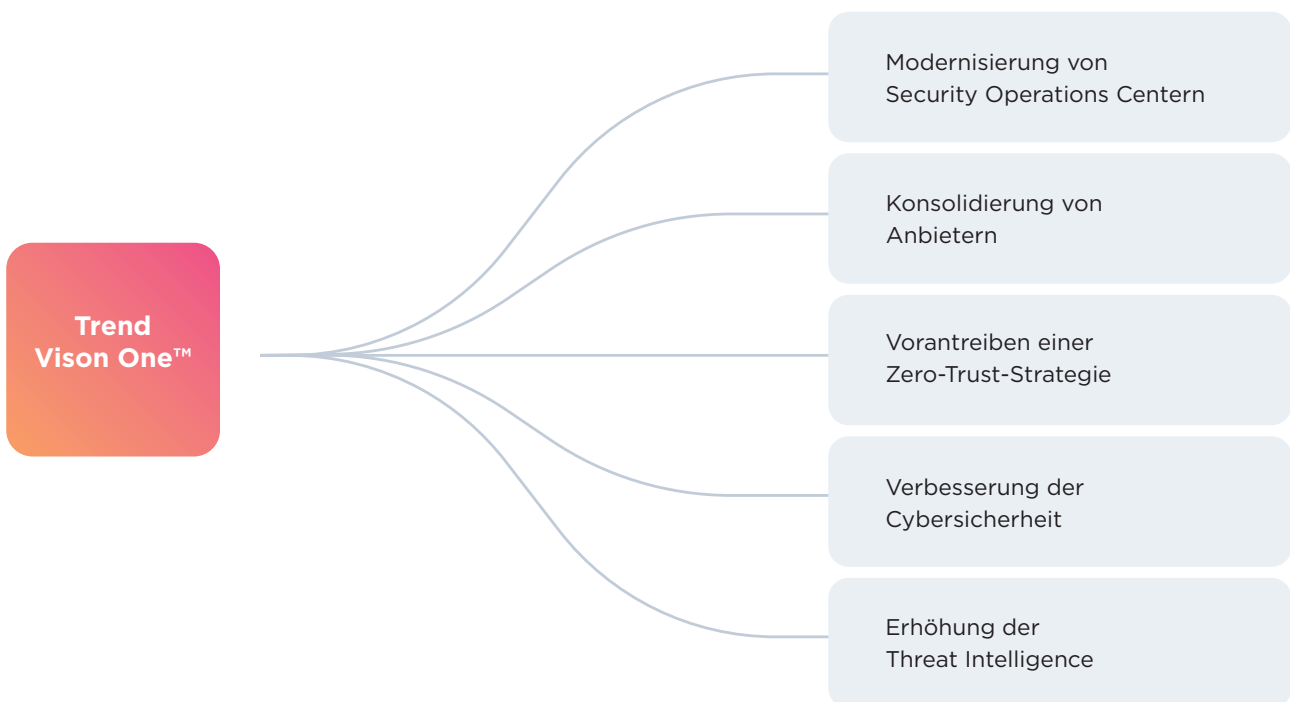 Modernisierung von
Security Operations Centern
Konsolidierung von
Anbietern
Trend
Vison One™
Vorantreiben einer
Zero-Trust-Strategie
Verbesserung der
Cybersicherheit
Erhöhung der
Threat Intelligence